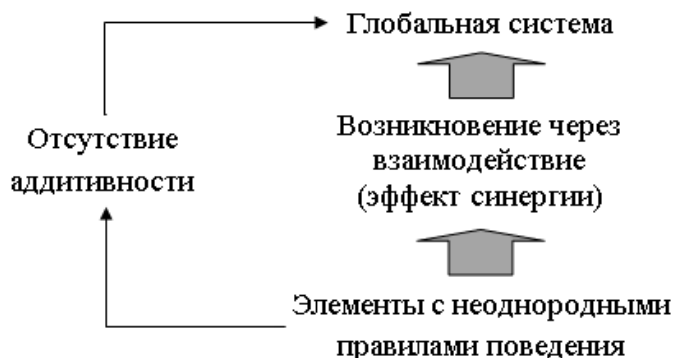 Глобальная система
Отсутствие
аддитивности
Возникновение через
взаимодействие
(эффект синергии)
Элементы с неоднородными
правилами поведения